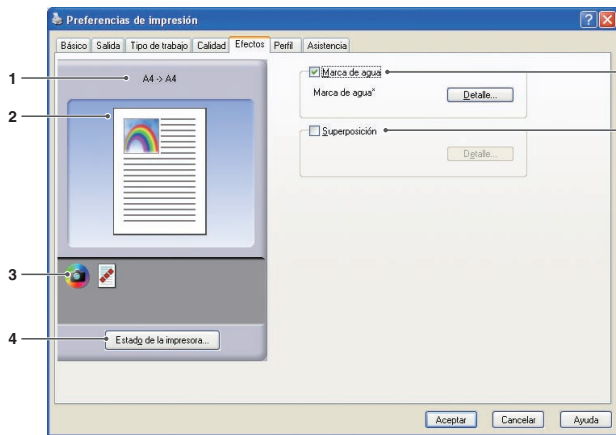 Preferencias de impresión
Básico Salida Tipo de trabajo Calidad Efectos Perfil Asistencia
1
A4 -> A4
2
3
4
Estado de la impresora...
Marca de agua
Marca de agua"
Detalle...
Superposición
Detalle...
Aceptar Cancelar Ayuda